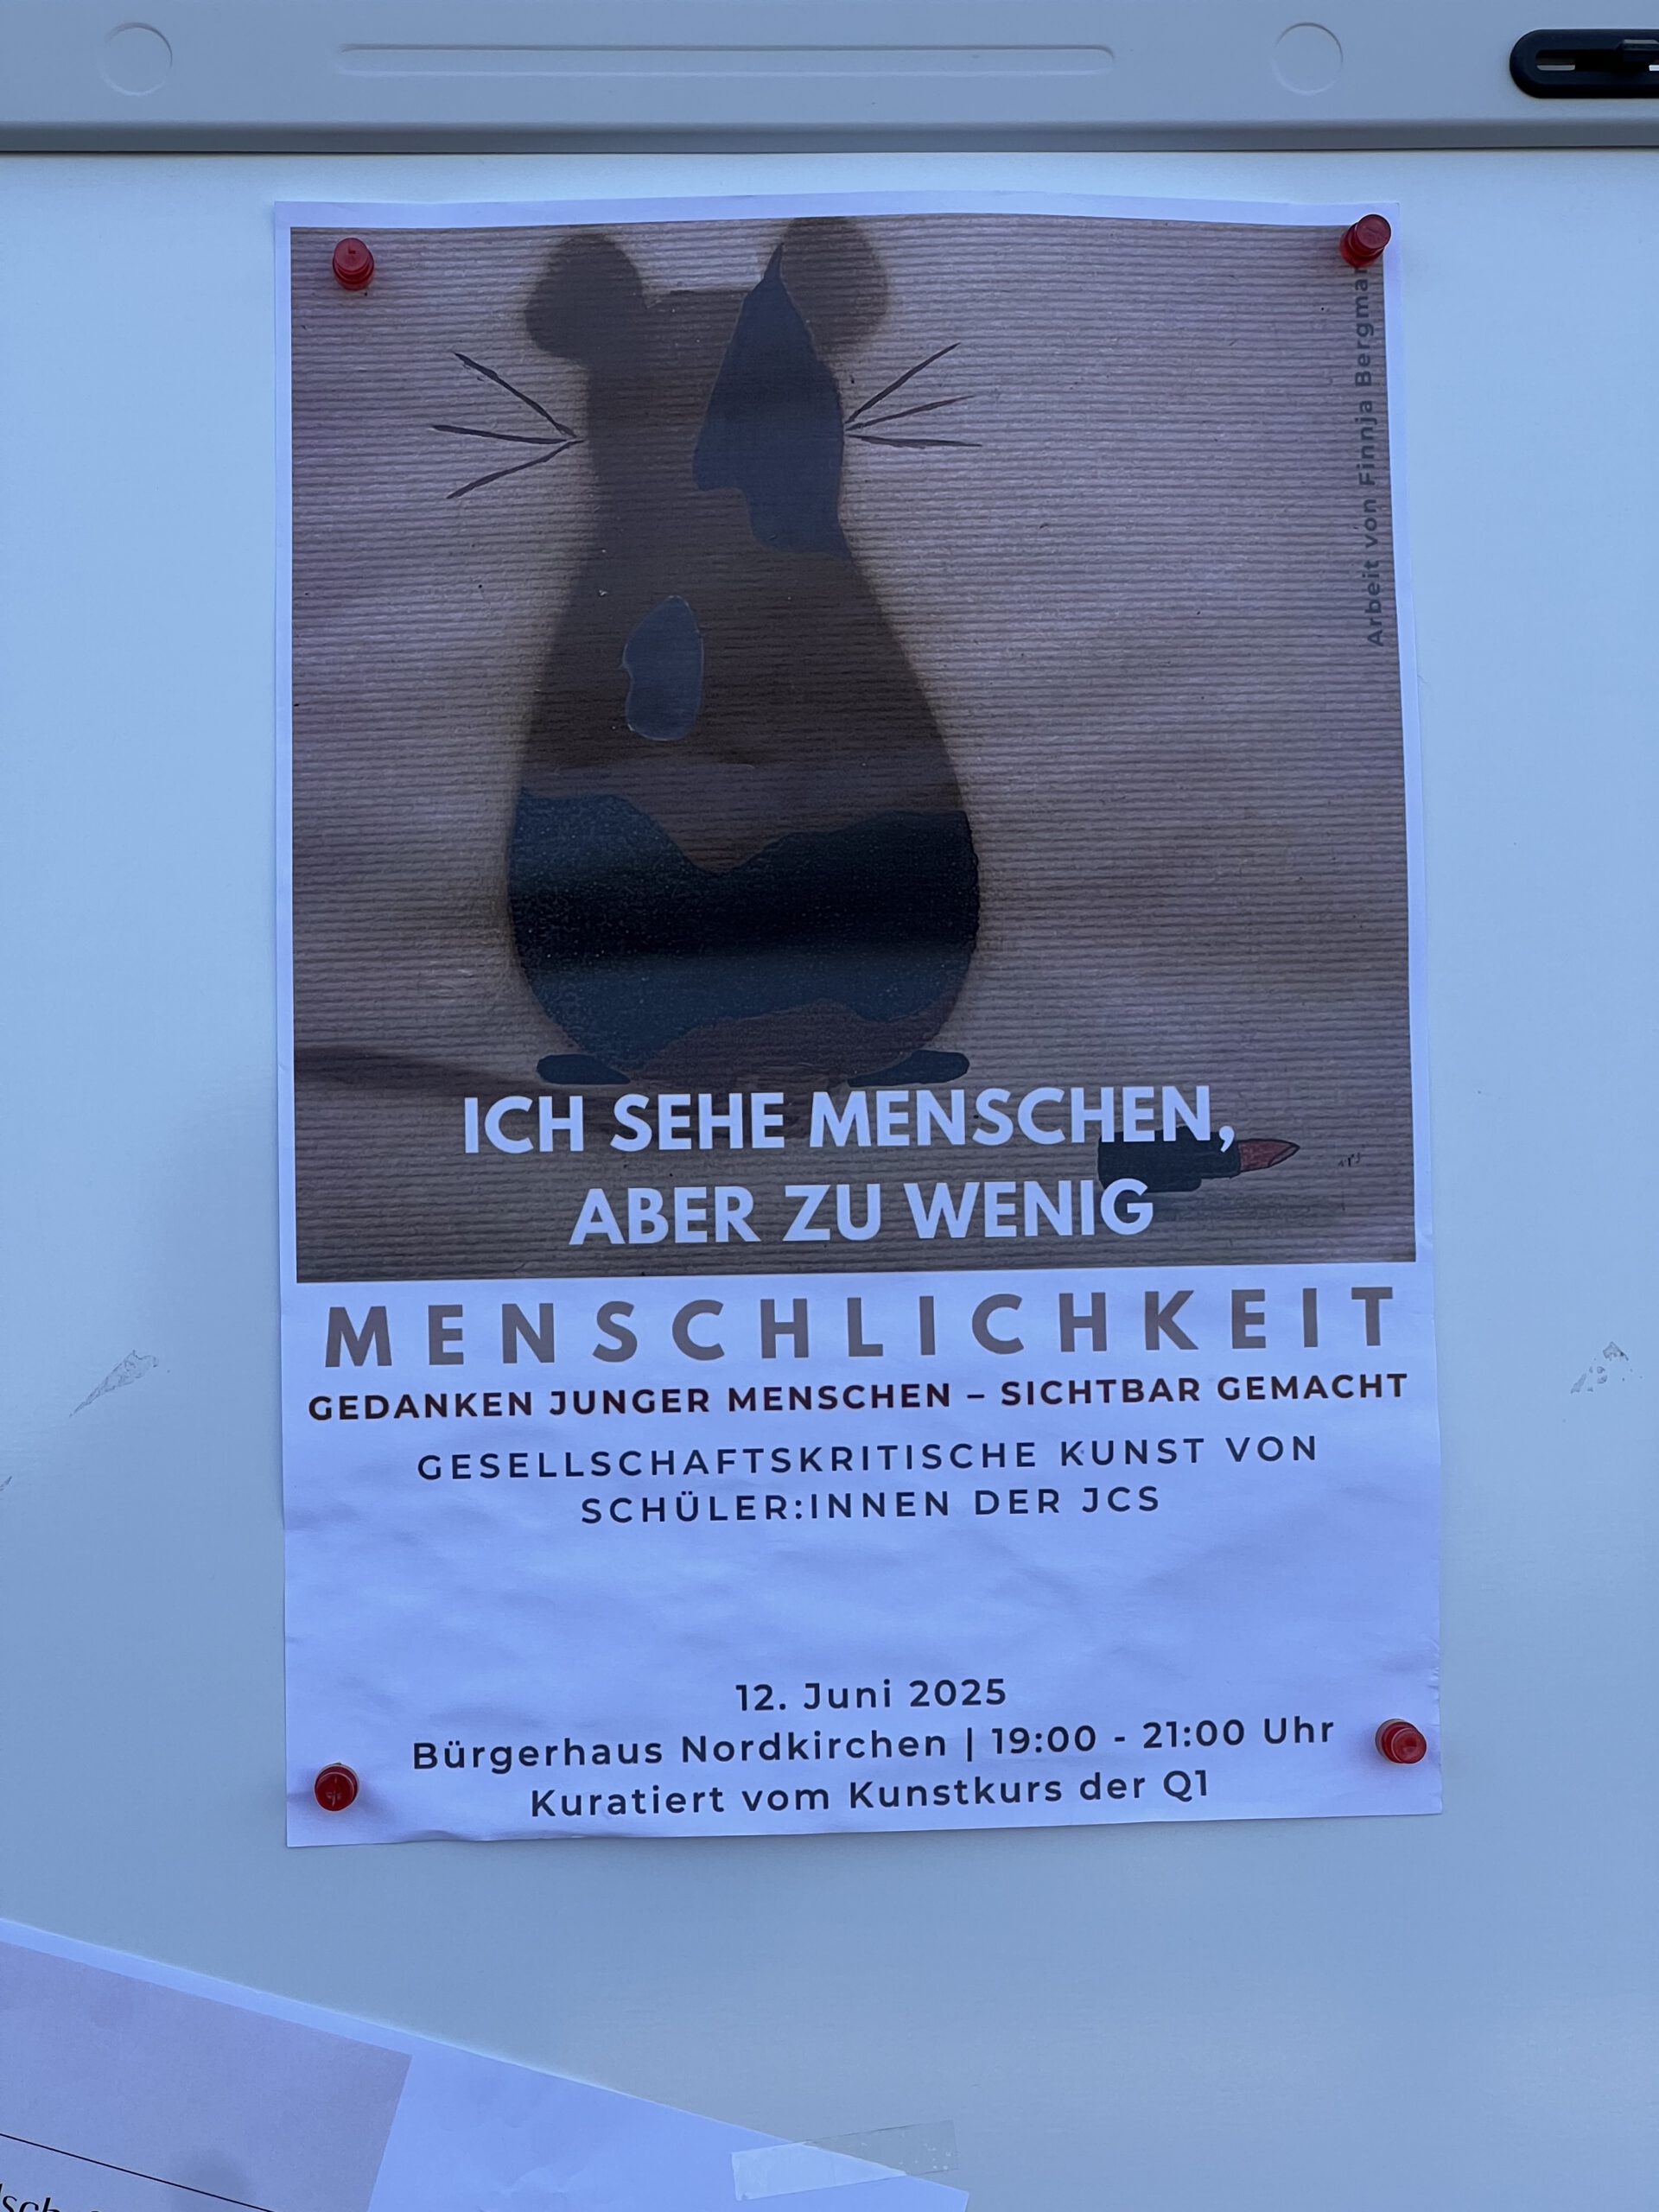 Arbeit von Finnja
ICH SEHE MENSCHEN,
ABER ZU WENIG
MENSCHLICHKEIT
GEDANKEN JUNGER MENSCHEN – SICHTBAR GEMACHT
GESELLSCHAFTSKRITISCHE KUNST VON
SCHÜLER:INNEN DER JCS
12. Juni 2025
Bürgerhaus Nordkirchen | 19:00 - 21:00 Uhr
Kuratiert vom Kunstkurs der Q1